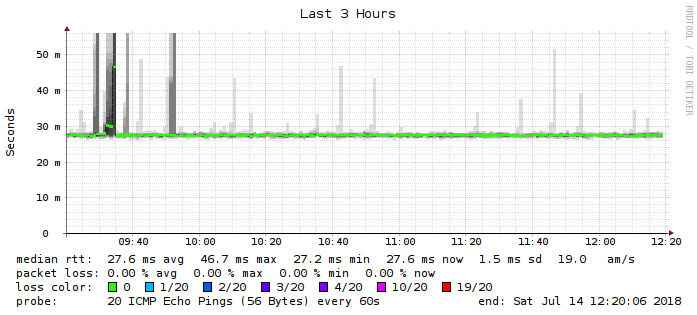 Last 3 Hours
RRDTOOL / TOBI OETIKER
Seconds
50 m
40 m
30 m
20 m
10 m
0
09:40 10:00 10:20 10:40 11:00 11:20 11:40 12:00 12:20
median rtt: 27.6 ms avg 46.7 ms max 27.2 ms min 27.6 ms now 1.5 ms sd 19.0 am/s
packet loss: 0.00 % avg 0.00 % max 0.00 % min 0.00 % now
loss color: 0 1/20 2/20 3/20 4/20 10/20 19/20
probe: 20 ICMP Echo Pings (56 Bytes) every 60s end: Sat Jul 14 12:20:06 2018